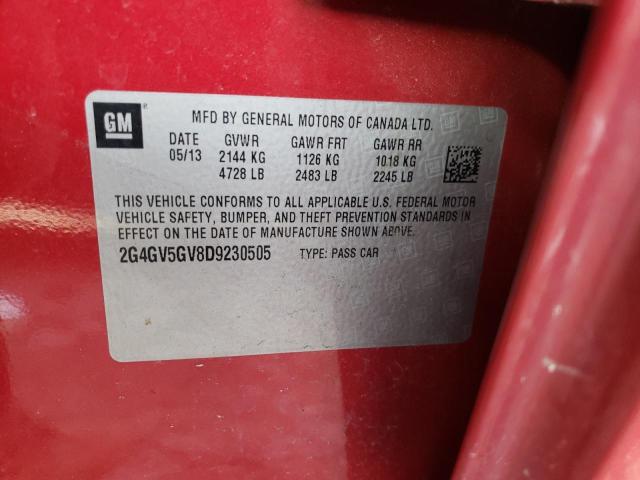 GM
MFD BY GENERAL MOTORS OF CANADA LTD.
DATE GVWR GAWR FRT GAWR RR
05/13 2144 KG 1126 KG 1018 KG
4728 LB 2483 LB 2245 LB
THIS VEHICLE CONFORMS TO ALL APPLICABLE U.S. FEDERAL MOTOR
VEHICLE SAFETY, BUMPER, AND THEFT PREVENTION STANDARDS IN
EFFECT ON THE DATE OF MANUFACTURE SHOWN ABOVE.
2G4GV5GV8D9230505 TYPE: PASS CAR